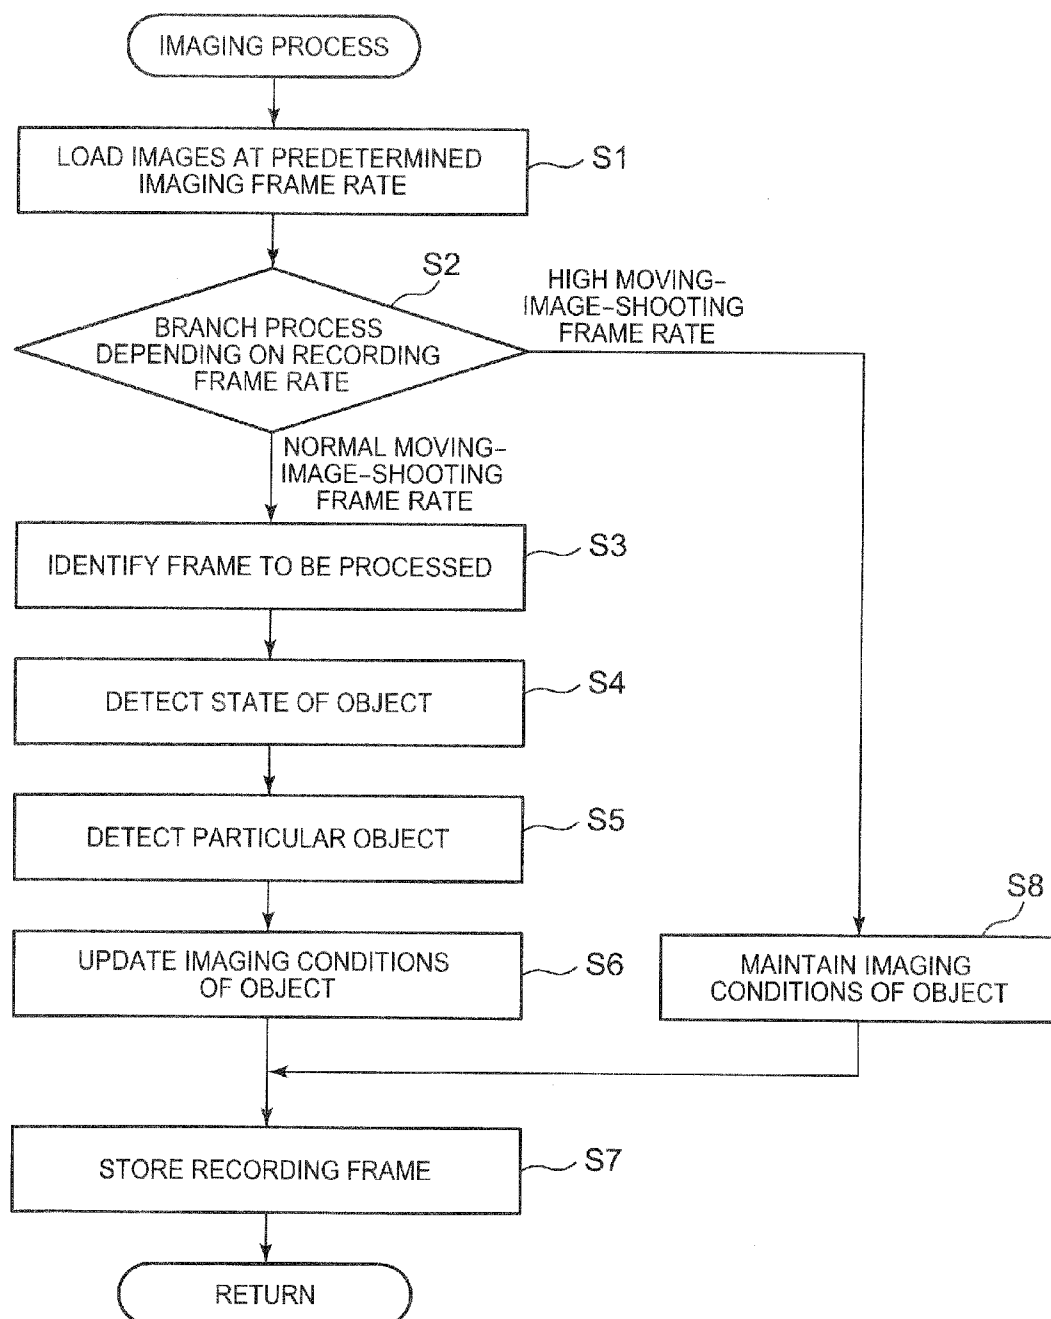 IMAGING PROCESS
LOAD IMAGES AT PREDETERMINED
IMAGING FRAME RATE
S1
S2
BRANCH PROCESS
DEPENDING ON RECORDING
FRAME RATE
HIGH MOVING-
IMAGE-SHOOTING
FRAME RATE
NORMAL MOVING-
IMAGE-SHOOTING
FRAME RATE
IDENTIFY FRAME TO BE PROCESSED
S3
DETECT STATE OF OBJECT
S4
DETECT PARTICULAR OBJECT
S5
UPDATE IMAGING CONDITIONS
OF OBJECT
S6
S8
MAINTAIN IMAGING
CONDITIONS OF OBJECT
STORE RECORDING FRAME
S7
RETURN